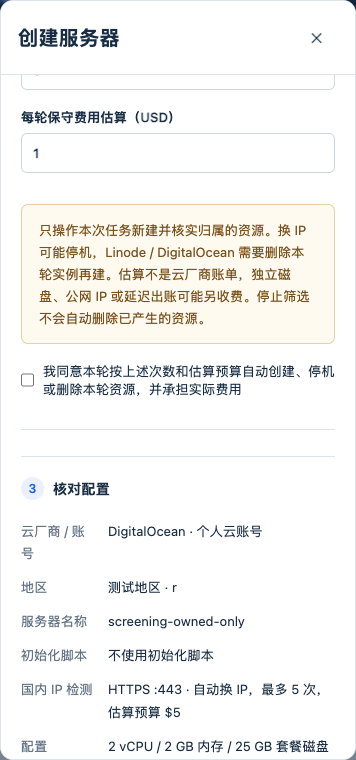 创建服务器
每轮保守费用估算（USD）
1
只操作本次任务新建并核实归属的资源。换 IP
可能停机，Linode / DigitalOcean 需要删除本
轮实例再建。估算不是云厂商账单，独立磁
盘、公网 IP 或延迟出账可能另收费。停止筛选
不会自动删除已产生的资源。
我同意本轮按上述次数和估算预算自动创建、停机
或删除本轮资源，并承担实际费用
3 核对配置
云厂商 / 账 DigitalOcean · 个人云账号
号
地区 测试地区 · r
服务器名称 screening-owned-only
初始化脚本 不使用初始化脚本
国内 IP 检测 HTTPS :443 · 自动换 IP，最多 5 次，
估算预算 $5
配置 2 vCPU / 2 GB 内存 / 25 GB 套餐磁盘